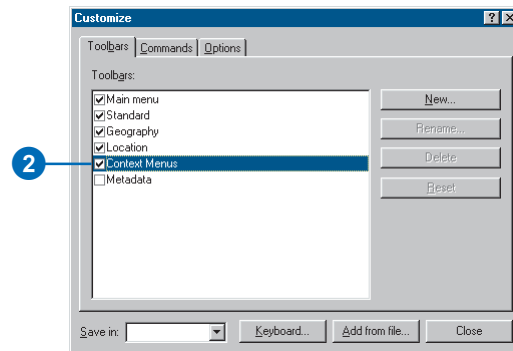 Customize
Toolbars Commands Options
Toolbars:
Main menu
Standard
Geography
Location
Context Menus
Metadata
New...
Rename...
Delete
Reset
2
Save in:
Keyboard...
Add from file...
Close